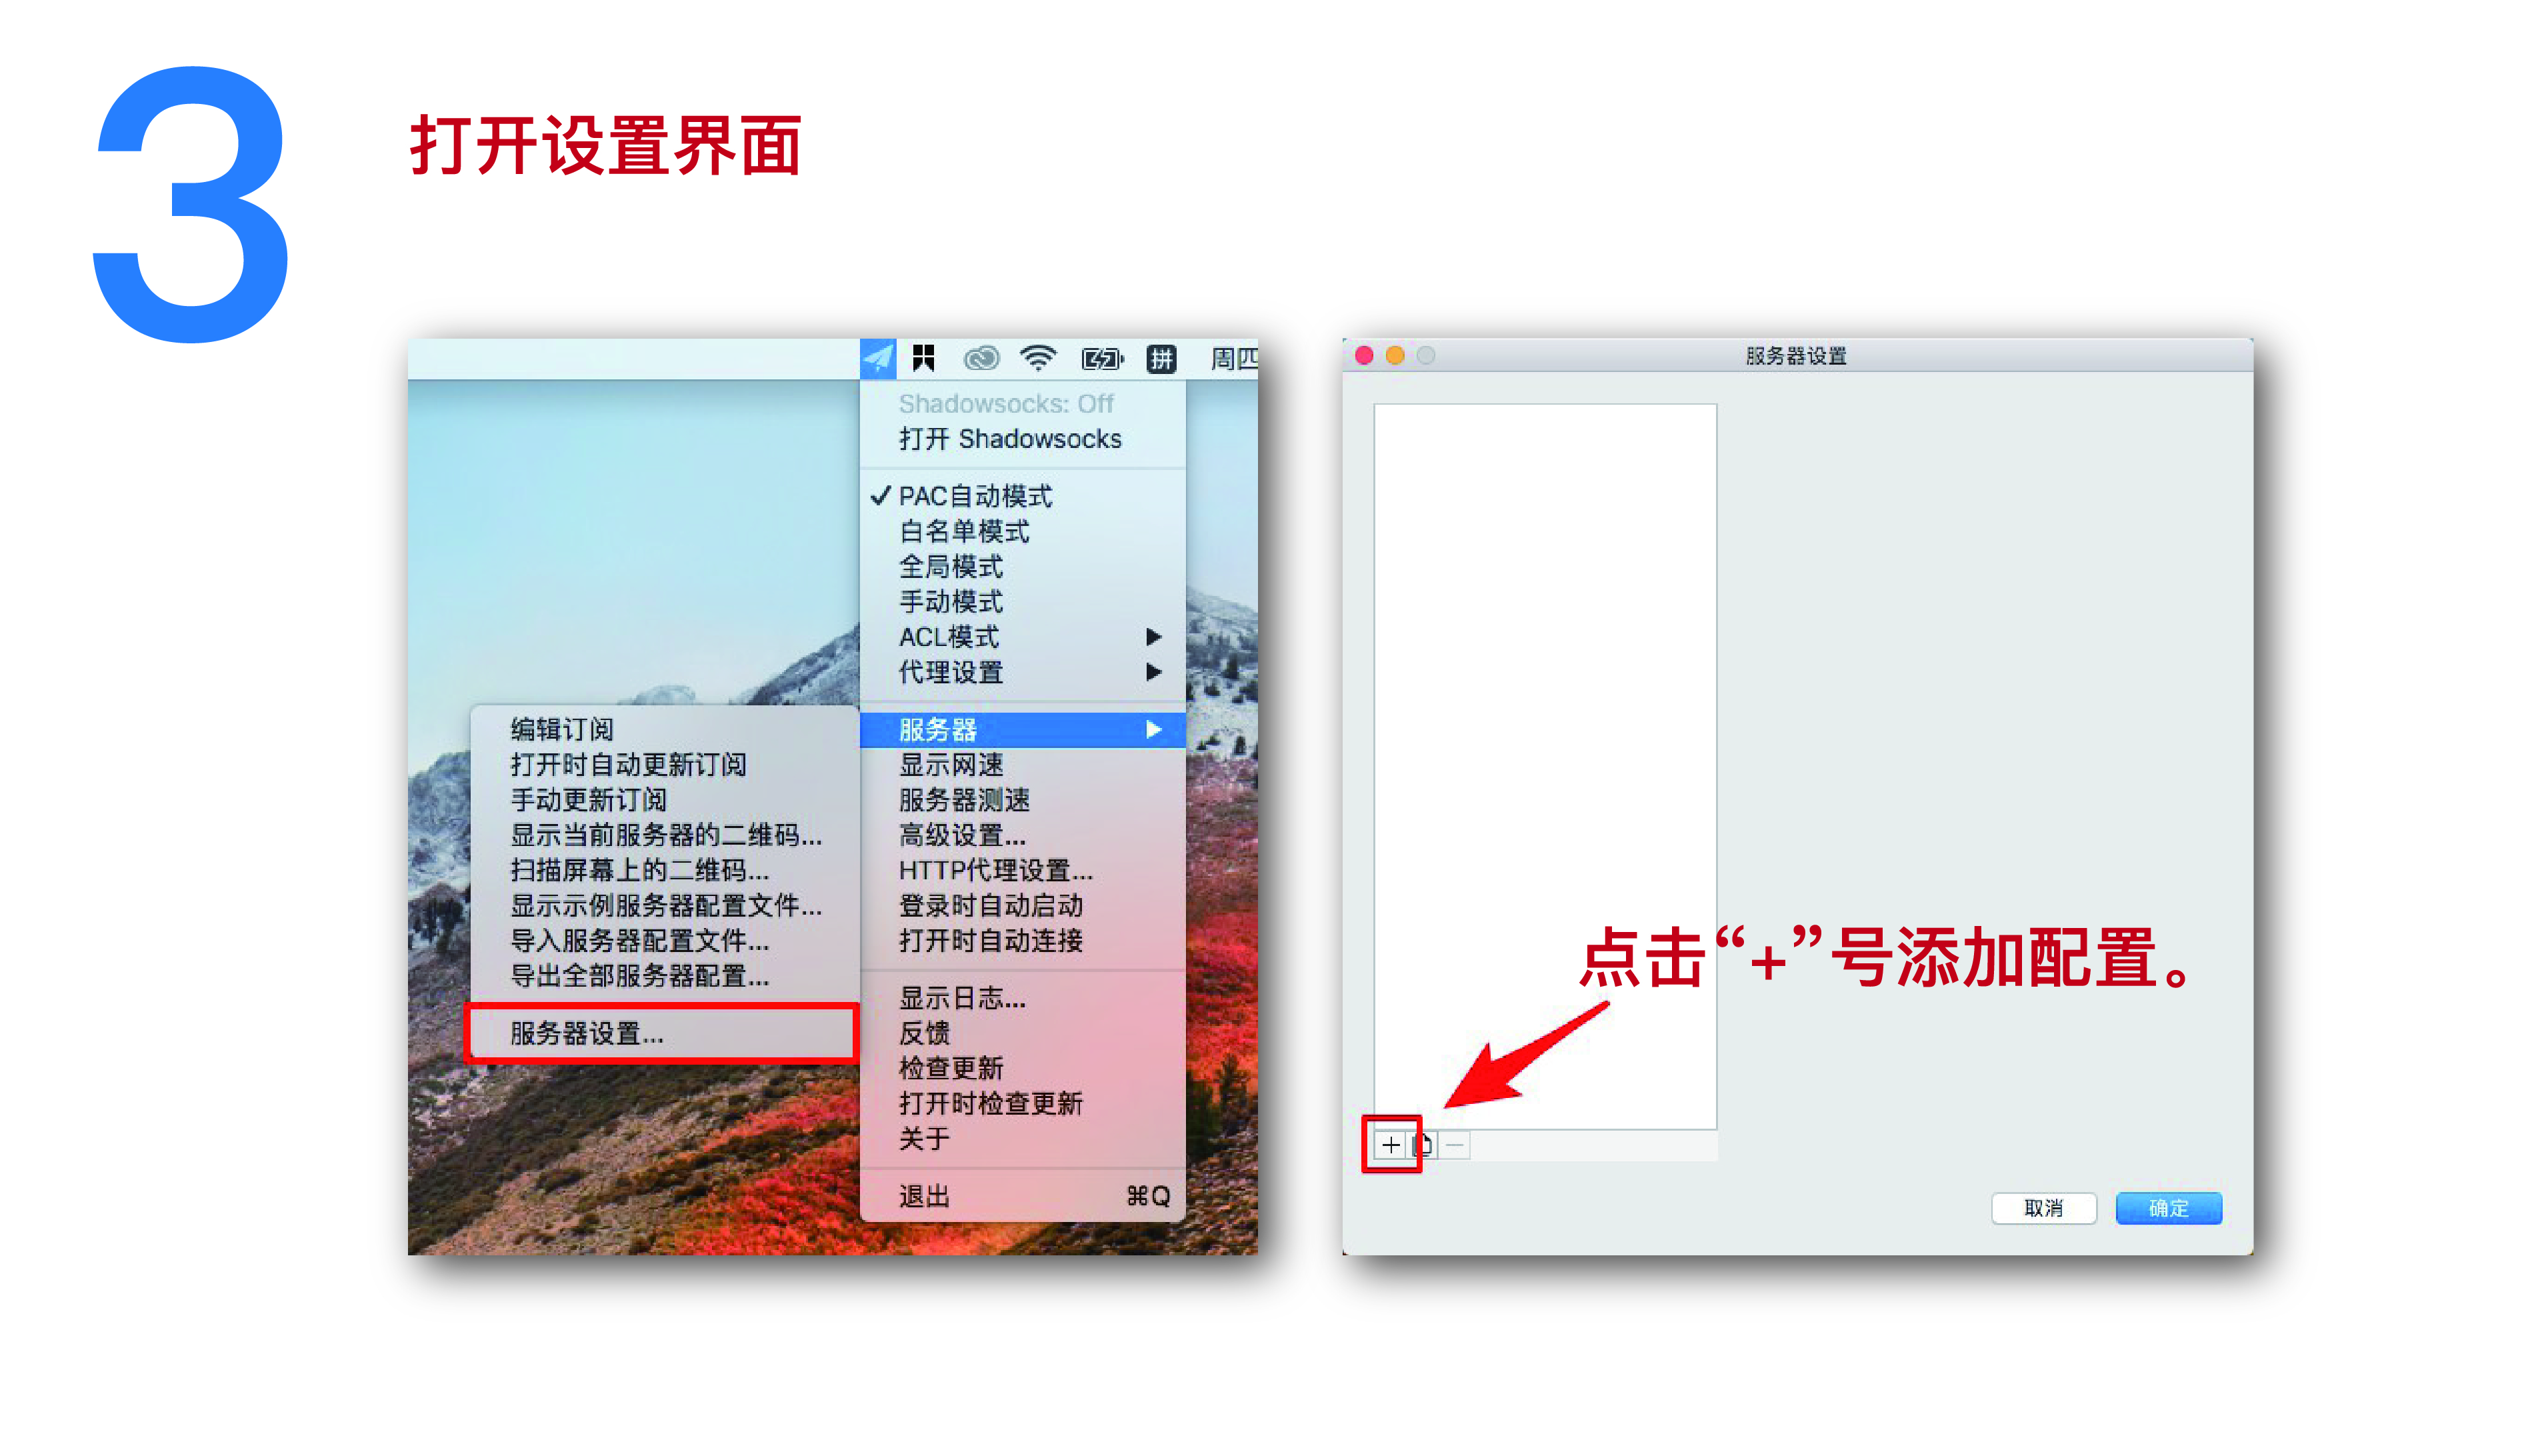 3
打开设置界面
拼
周四
Shadowsocks: Off
打开 Shadowsocks
✓ PAC自动模式
白名单模式
全局模式
手动模式
ACL模式
代理设置
服务器
显示网速
服务器测速
高级设置...
HTTP代理设置...
登录时自动启动
打开时自动连接
显示日志...
反馈
检查更新
打开时检查更新
关于
退出 ⌘Q
编辑订阅
打开时自动更新订阅
手动更新订阅
显示当前服务器的二维码...
扫描屏幕上的二维码...
显示示例服务器配置文件...
导入服务器配置文件...
导出全部服务器配置...
服务器设置...
服务器设置
点击“+”号添加配置。
+
取消
确定